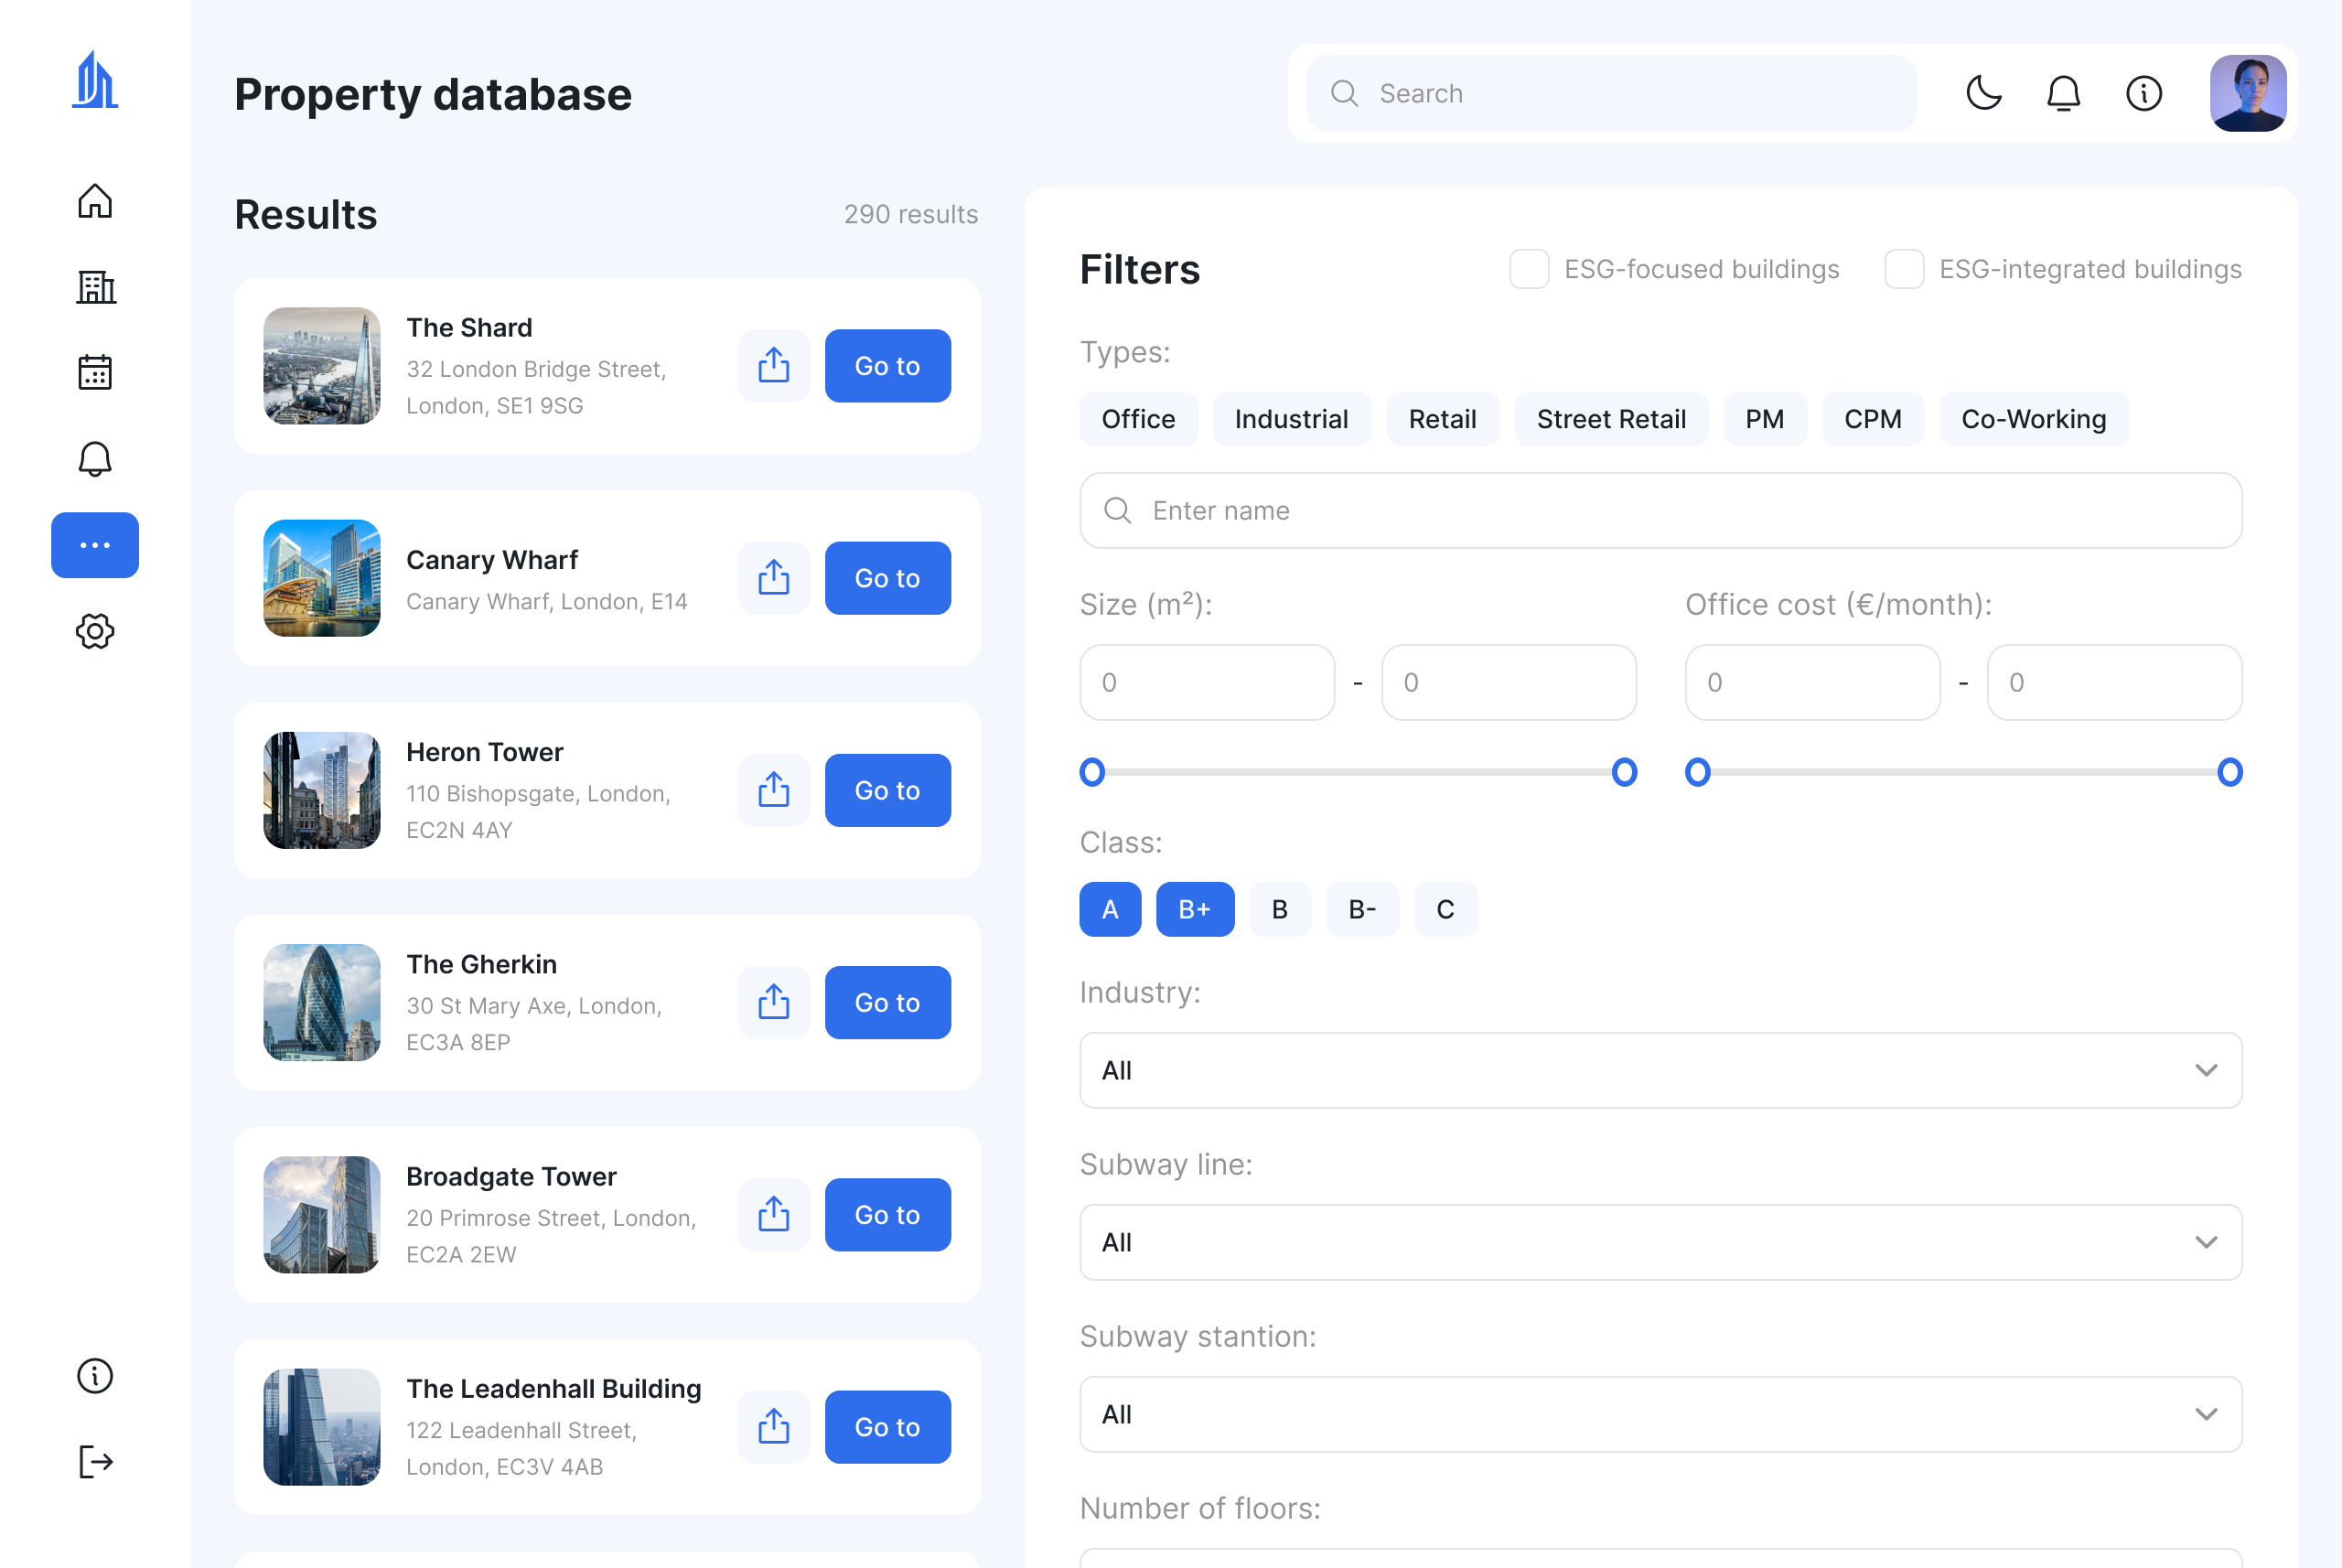 Property database
Search
Results
290 results
The Shard
32 London Bridge Street,
London, SE1 9SG
Go to
Canary Wharf
Canary Wharf, London, E14
Go to
Heron Tower
110 Bishopsgate, London,
EC2N 4AY
Go to
The Gherkin
30 St Mary Axe, London,
EC3A 8EP
Go to
Broadgate Tower
20 Primrose Street, London,
EC2A 2EW
Go to
The Leadenhall Building
122 Leadenhall Street,
London, EC3V 4AB
Go to
Filters
ESG-focused buildings
ESG-integrated buildings
Types:
Office Industrial Retail Street Retail PM CPM Co-Working
Enter name
Size (m²):
0 - 0
Office cost (€/month):
0 - 0
Class:
A B+ B B- C
Industry:
All
Subway line:
All
Subway stantion:
All
Number of floors: